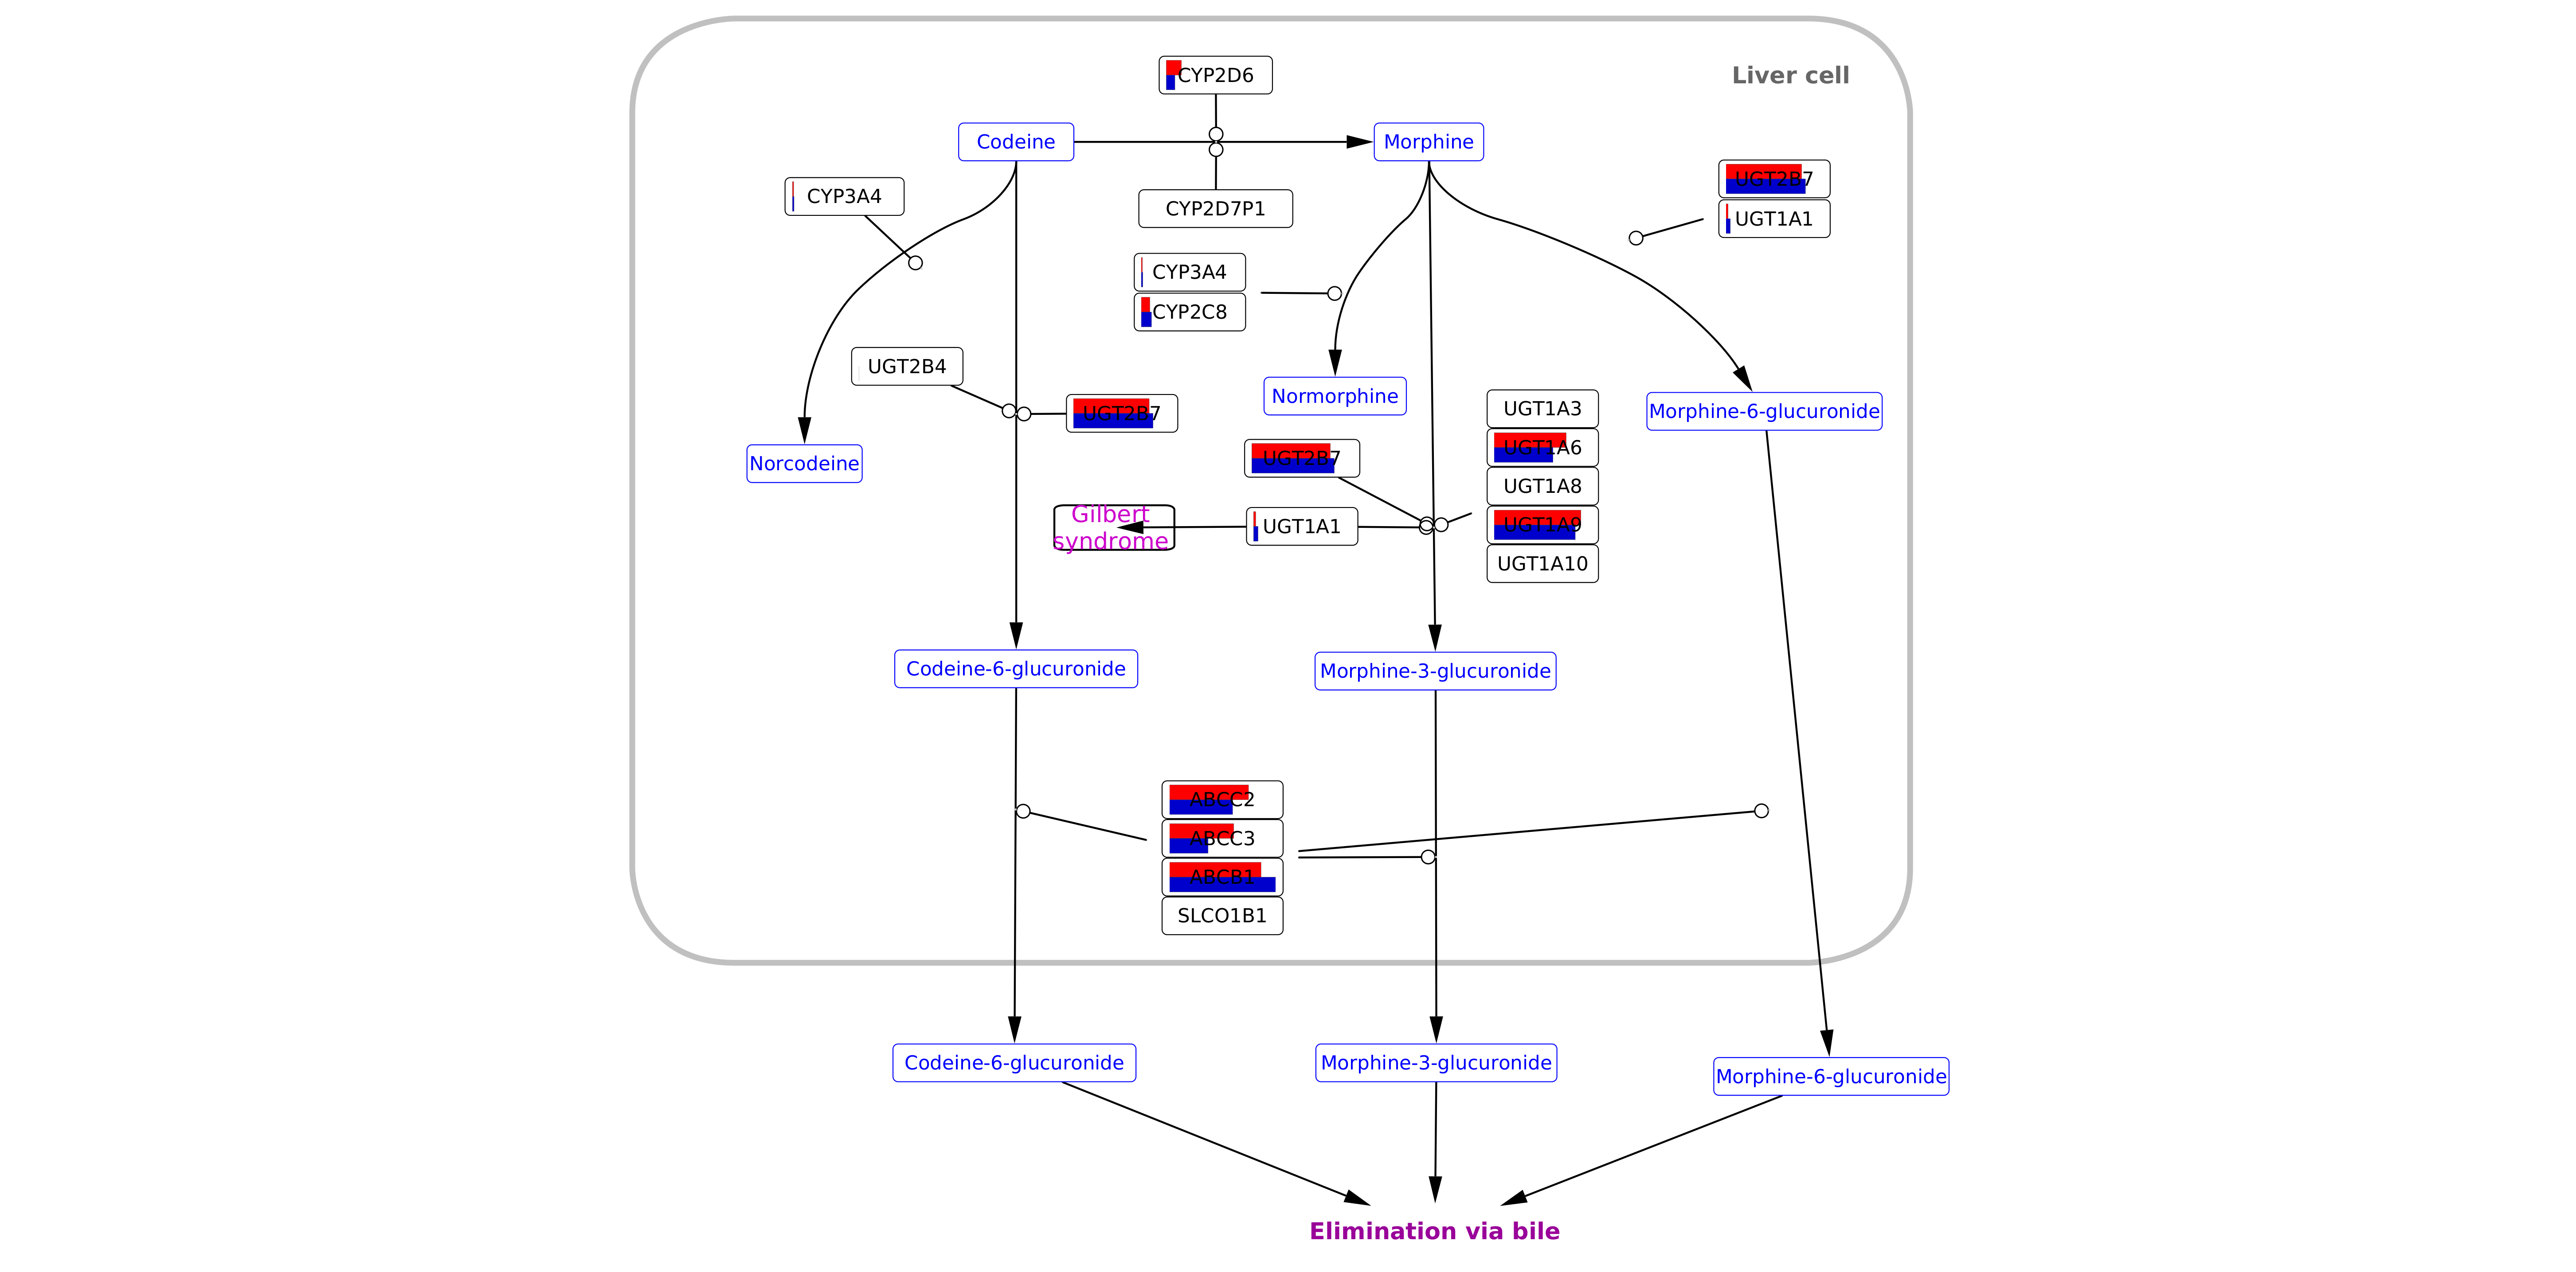 CYP2D6
Liver cell
Codeine
Morphine
UGT2B7
CYP3A4
CYP2D7P1
UGT1A1
CYP3A4
CYP2C8
UGT2B4
UGT2B7
Normorphine
UGT1A3
Morphine-6-glucuronide
UGT1A6
Norcodeine
UGT2B7
UGT1A8
Gilbert
syndrome
UGT1A1
UGT1A9
UGT1A10
Codeine-6-glucuronide
Morphine-3-glucuronide
ABCC2
ABCC3
ABCB1
SLCO1B1
Codeine-6-glucuronide
Morphine-3-glucuronide
Morphine-6-glucuronide
Elimination via bile